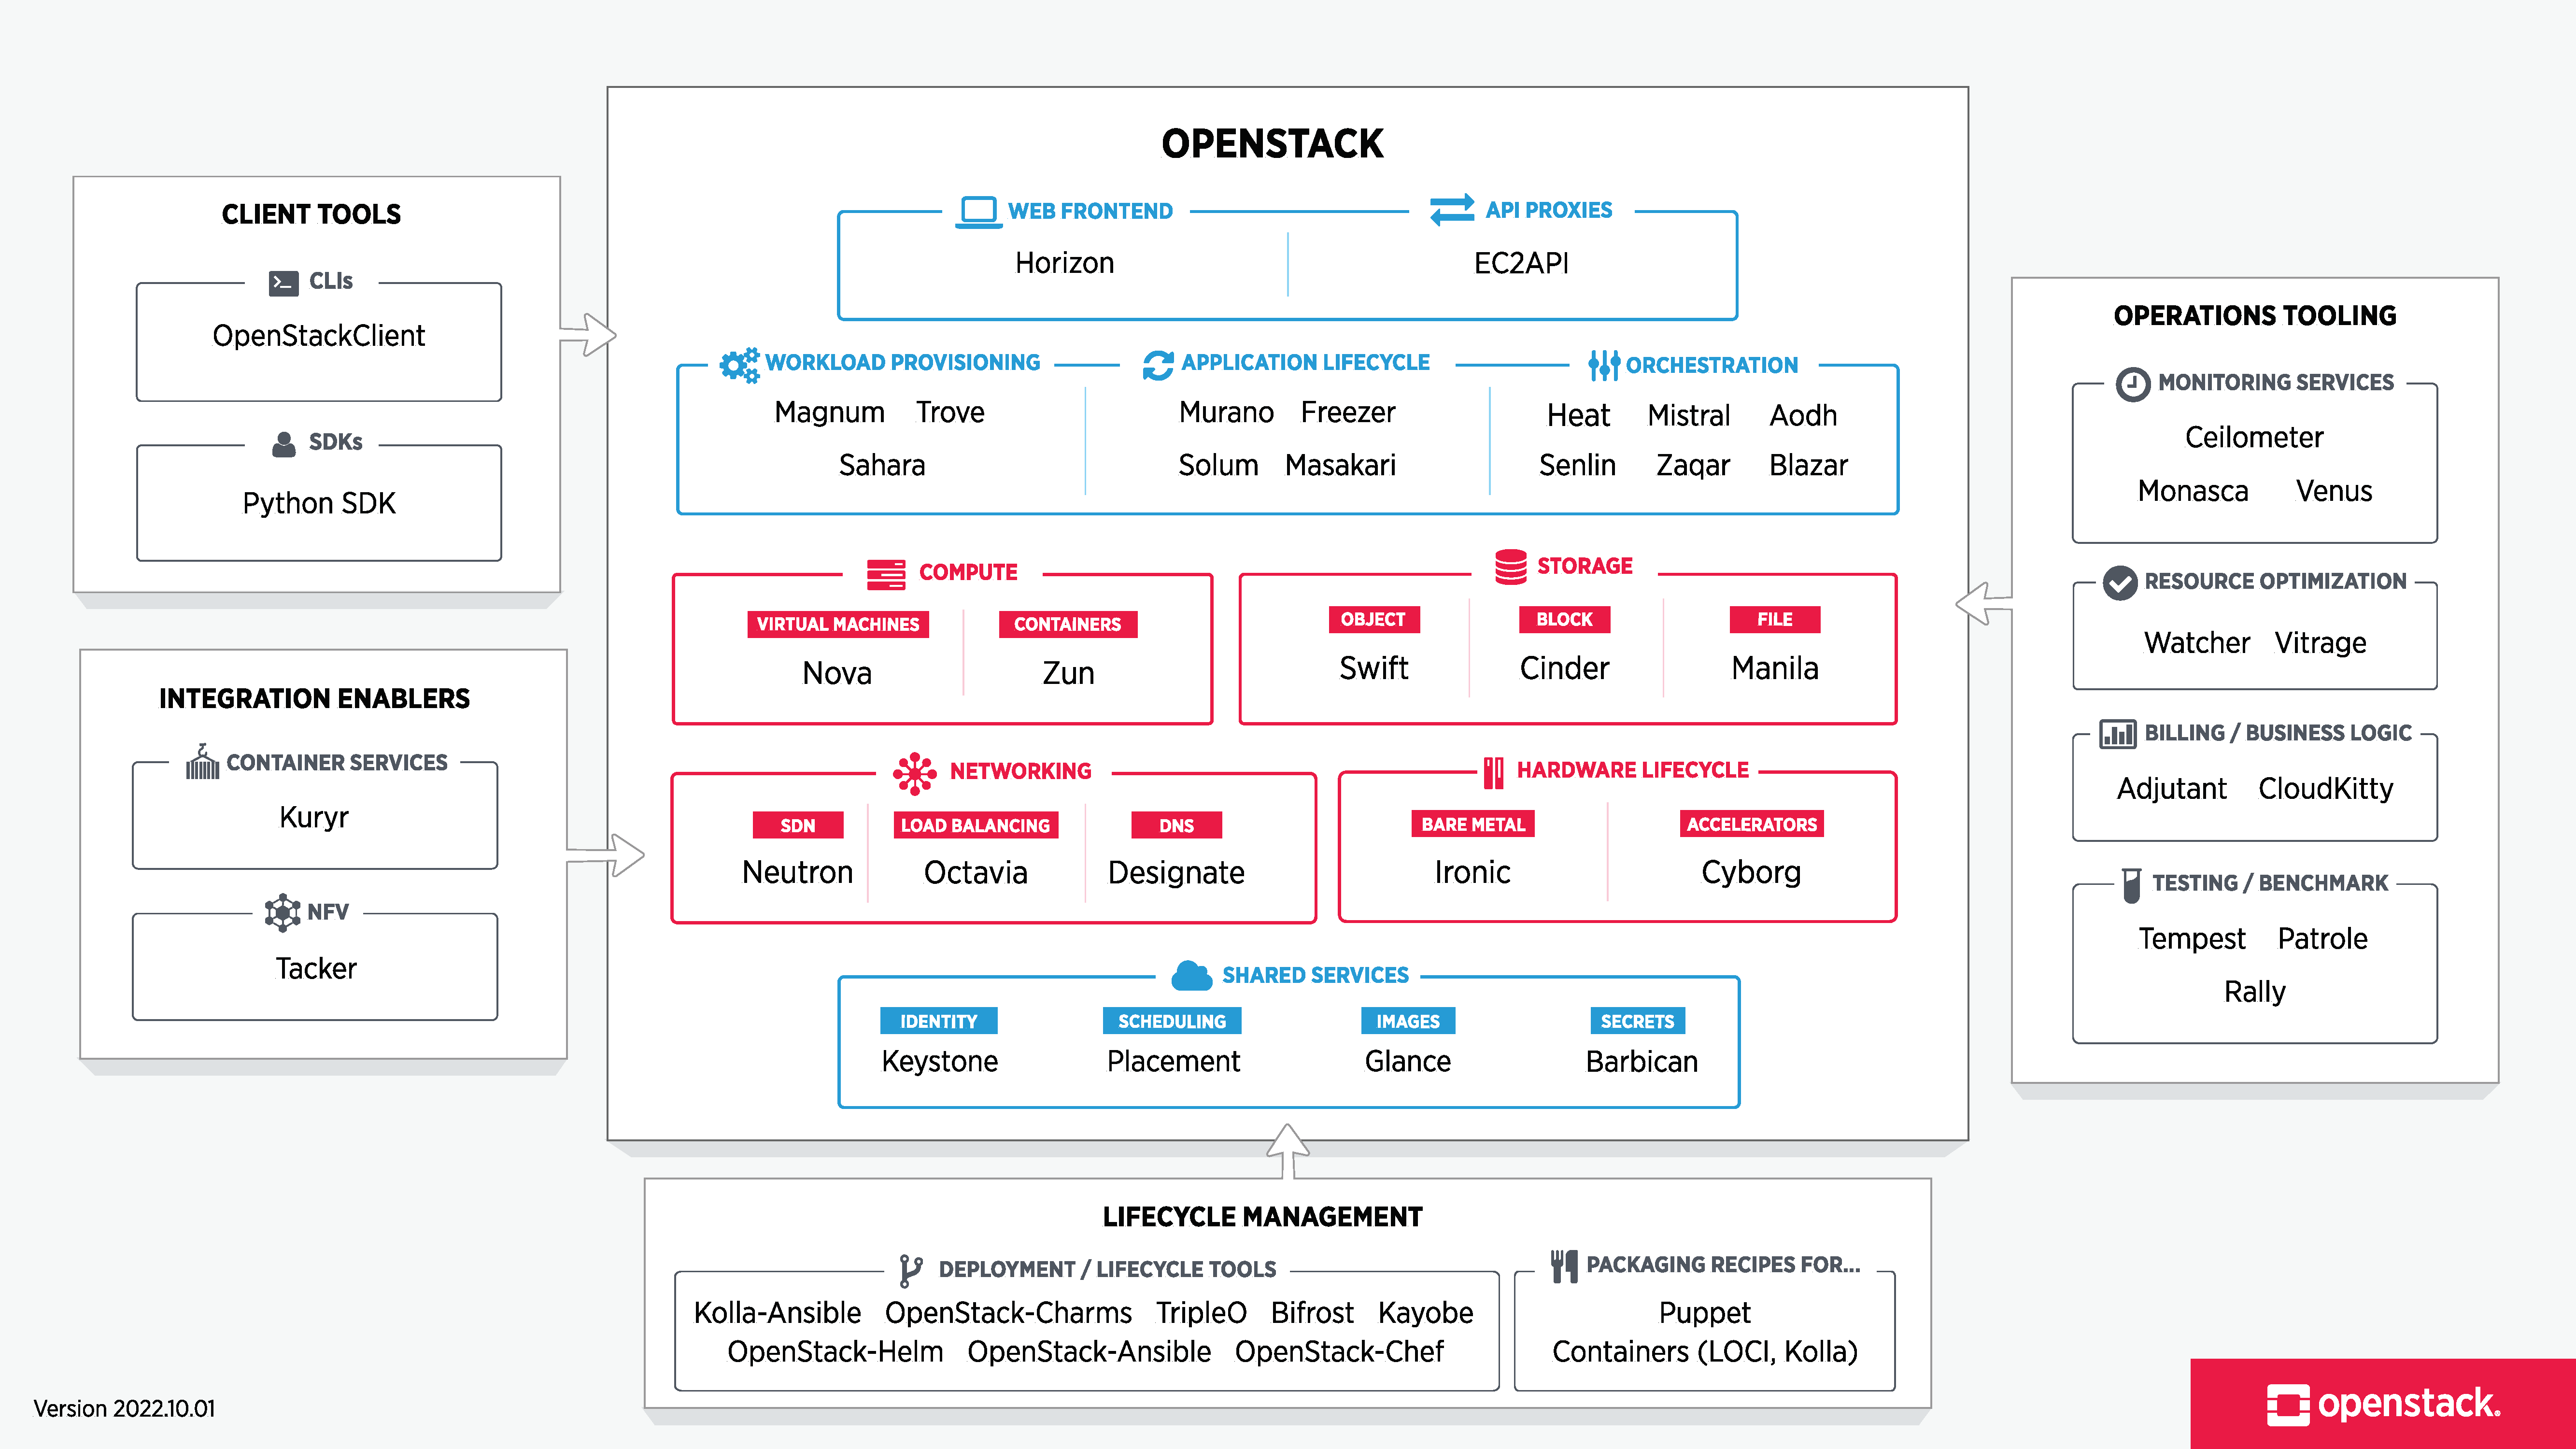 OPENSTACK
WEB FRONTEND
Horizon
API PROXIES
EC2API
WORKLOAD PROVISIONING
Magnum Trove
Sahara
APPLICATION LIFECYCLE
Murano Freezer
Solum Masakari
ORCHESTRATION
Heat Mistral Aodh
Senlin Zaqar Blazar
COMPUTE
VIRTUAL MACHINES
Nova
CONTAINERS
Zun
STORAGE
OBJECT
Swift
BLOCK
Cinder
FILE
Manila
NETWORKING
SDN
Neutron
LOAD BALANCING
Octavia
DNS
Designate
HARDWARE LIFECYCLE
BARE METAL
Ironic
ACCELERATORS
Cyborg
SHARED SERVICES
IDENTITY
Keystone
SCHEDULING
Placement
IMAGES
Glance
SECRETS
Barbican
CLIENT TOOLS
CLIs
OpenStackClient
SDKs
Python SDK
INTEGRATION ENABLERS
CONTAINER SERVICES
Kuryr
NFV
Tacker
OPERATIONS TOOLING
MONITORING SERVICES
Ceilometer
Monasca Venus
RESOURCE OPTIMIZATION
Watcher Vitrage
BILLING / BUSINESS LOGIC
Adjutant CloudKitty
TESTING / BENCHMARK
Tempest Patrole
Rally
LIFECYCLE MANAGEMENT
DEPLOYMENT / LIFECYCLE TOOLS
Kolla-Ansible OpenStack-Charms TripleO Bifrost Kayobe
OpenStack-Helm OpenStack-Ansible OpenStack-Chef
PACKAGING RECIPES FOR...
Puppet
Containers (LOCI, Kolla)
Version 2022.10.01
openstack.